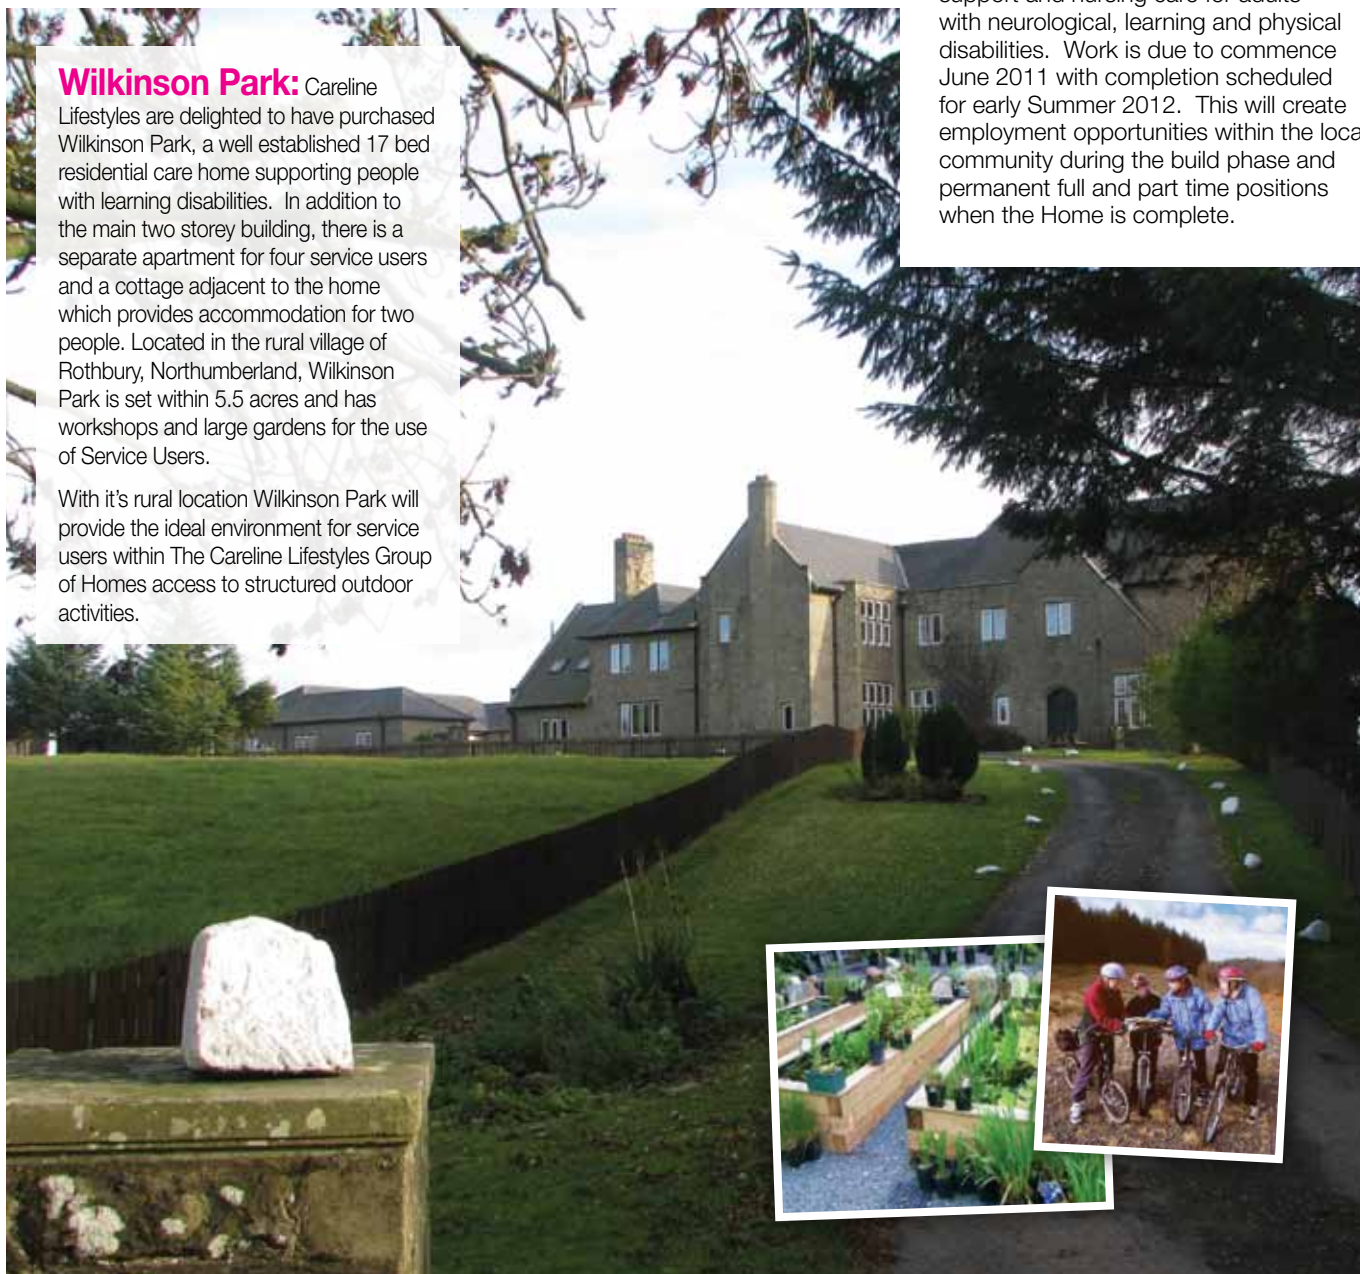 Wilkinson Park: Careline
Lifestyles are delighted to have purchased
Wilkinson Park, a well established 17 bed
residential care home supporting people
with learning disabilities.  In addition to
the main two storey building, there is a
separate apartment for four service users
and a cottage adjacent to the home
which provides accommodation for two
people. Located in the rural village of
Rothbury, Northumberland, Wilkinson
Park is set within 5.5 acres and has
workshops and large gardens for the use
of Service Users.
With it's rural location Wilkinson Park will
provide the ideal environment for service
users within The Careline Lifestyles Group
of Homes access to structured outdoor
activities.
support and nursing care for adults
with neurological, learning and physical
disabilities.  Work is due to commence
June 2011 with completion scheduled
for early Summer 2012.  This will create
employment opportunities within the loca
community during the build phase and
permanent full and part time positions
when the Home is complete.